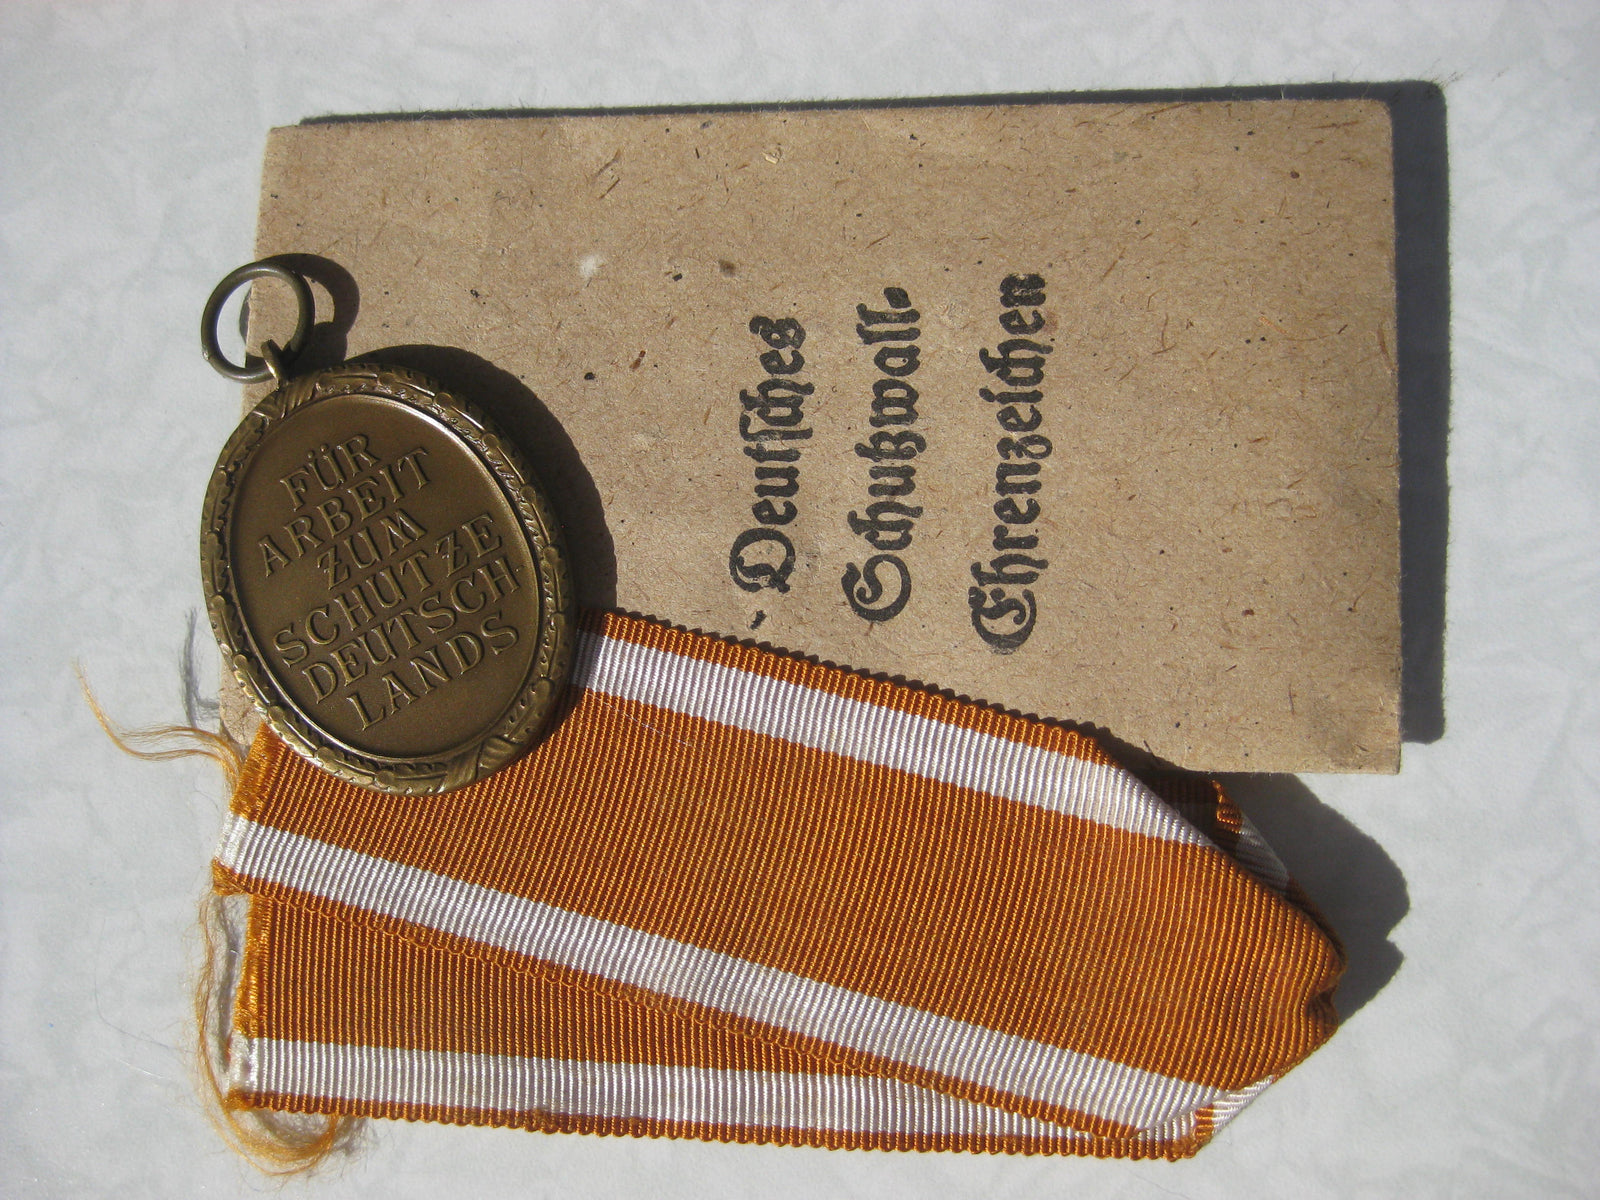 FÜR
ARBEIT
ZUM
SCHUTZE
DEUTSCH
LANDS
Deutſches
Schutzwall-
Ehrenzeichen